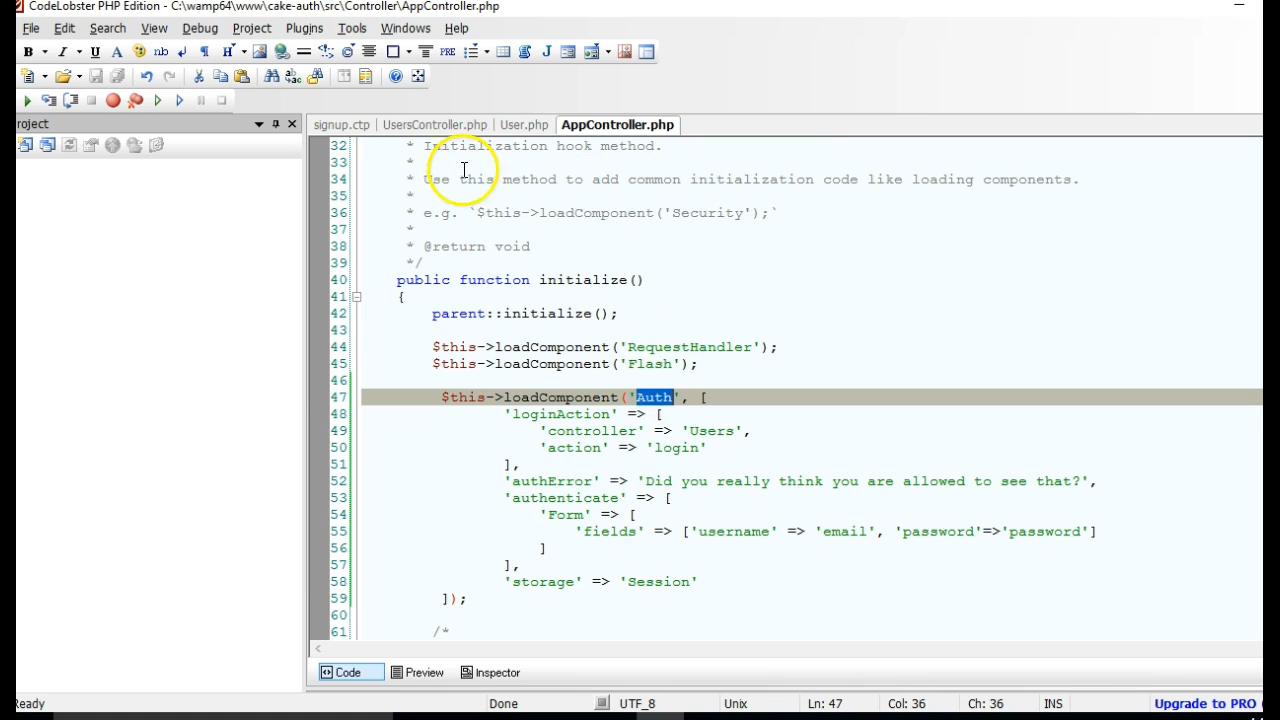 CodeLobster PHP Edition - C:\wamp64\www\cake-auth\src\Controller\AppController.php
File Edit Search View Debug Project Plugins Tools Windows Help
B I U A nb ¶ H PRE J
roject
signup.ctp UsersController.php User.php AppController.php
32 * Initialization hook method.
33 *
34 * Use this method to add common initialization code like loading components.
35 *
36 * e.g. `$this->loadComponent('Security');`
37 *
38 * @return void
39 */
40 public function initialize()
41 {
42 parent::initialize();
43
44 $this->loadComponent('RequestHandler');
45 $this->loadComponent('Flash');
46
47 $this->loadComponent('Auth', [
48 'loginAction' => [
49 'controller' => 'Users',
50 'action' => 'login'
51 ],
52 'authError' => 'Did you really think you are allowed to see that?',
53 'authenticate' => [
54 'Form' => [
55 'fields' => ['username' => 'email', 'password'=>'password']
56 ]
57 ],
58 'storage' => 'Session'
59 ]);
60
61 /*
Code Preview Inspector
Ready Done UTF_8 Unix Ln: 47 Col: 36 Ch: 36 INS Upgrade to PRO